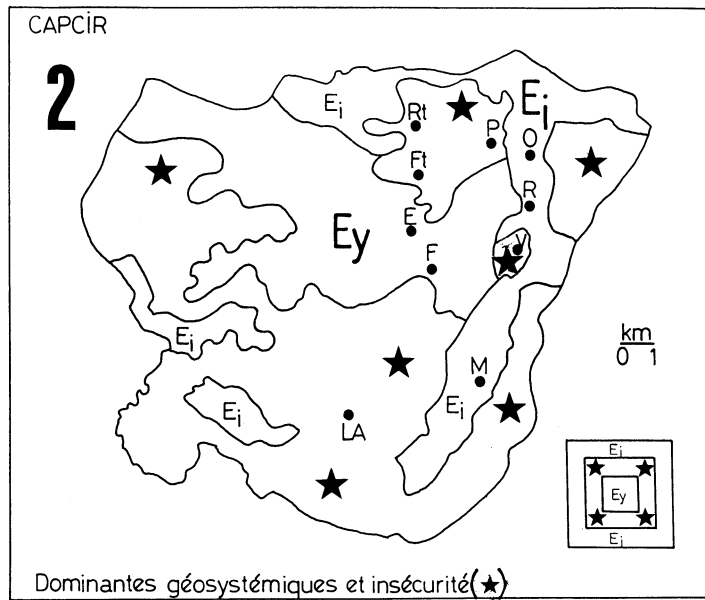 CAPCIR
2
Ei
Ei
Rt
P
O
Ft
R
E
Ey
V
F
Ei
km
0 1
M
Ei
Ei
LA
Ei
Ey
Ei
Dominantes géosystémiques et insécurité(★)